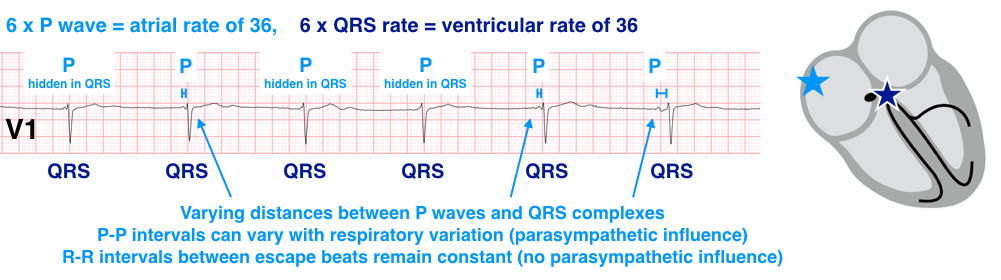 6 x P wave = atrial rate of 36, 6 x QRS rate = ventricular rate of 36
P P P P P P
hidden in QRS hidden in QRS hidden in QRS
V1
QRS QRS QRS QRS QRS QRS
Varying distances between P waves and QRS complexes
P-P intervals can vary with respiratory variation (parasympathetic influence)
R-R intervals between escape beats remain constant (no parasympathetic influence)